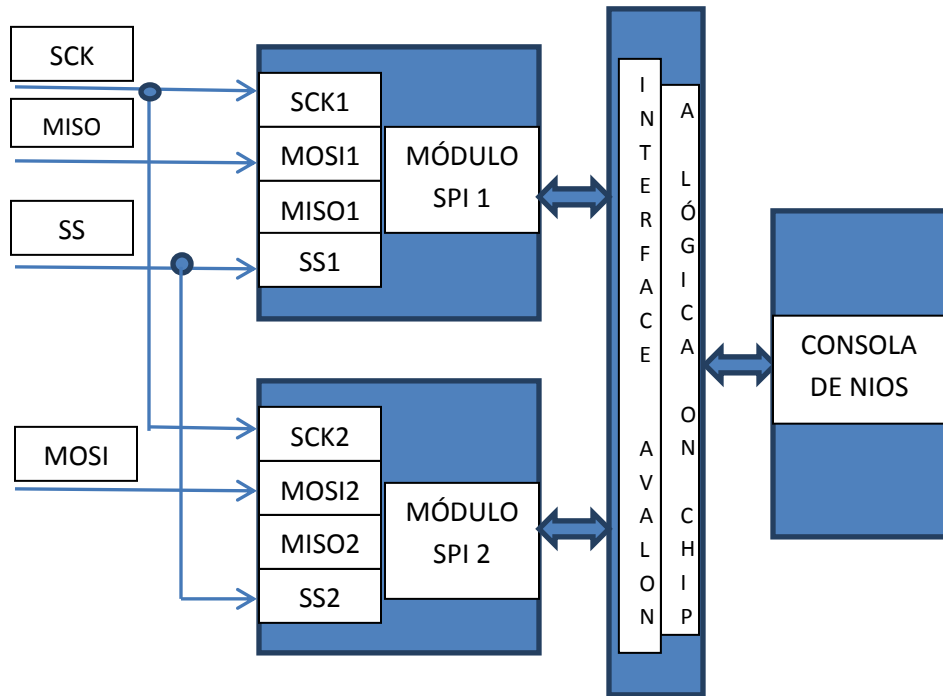 SCK
MISO
SS
MOSI
SCK1
MOSI1
MISO1
SS1
MÓDULO
SPI 1
SCK2
MOSI2
MISO2
SS2
MÓDULO
SPI 2
INTERFACE AVALON
A LÓGICA ON CHIP
CONSOLA
DE NIOS